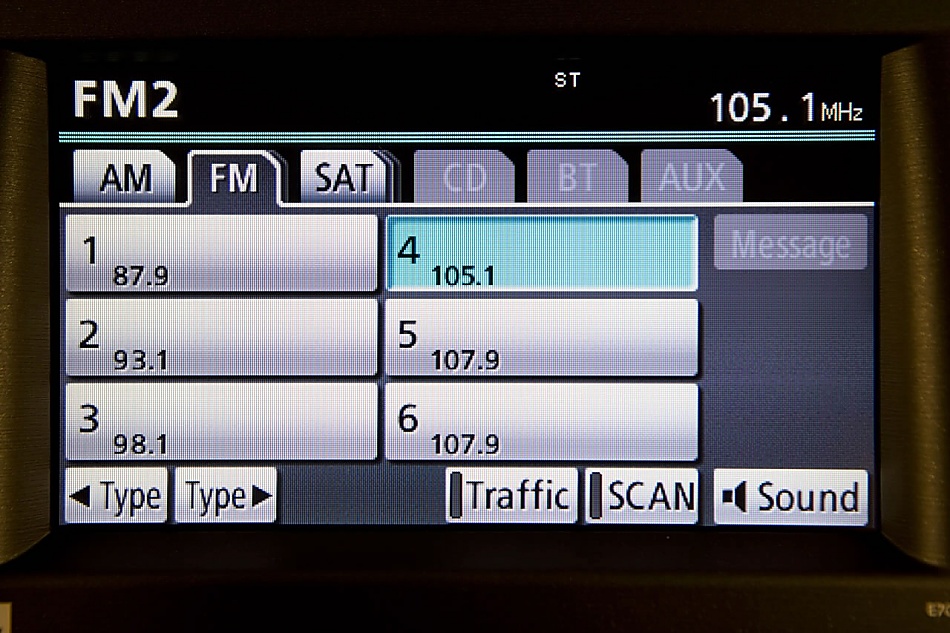 FM2
ST
105.1MHz
AM FM SAT CD BT AUX
1 87.9
4 105.1
Message
2 93.1
5 107.9
3 98.1
6 107.9
◀ Type Type▶ Traffic SCAN Sound